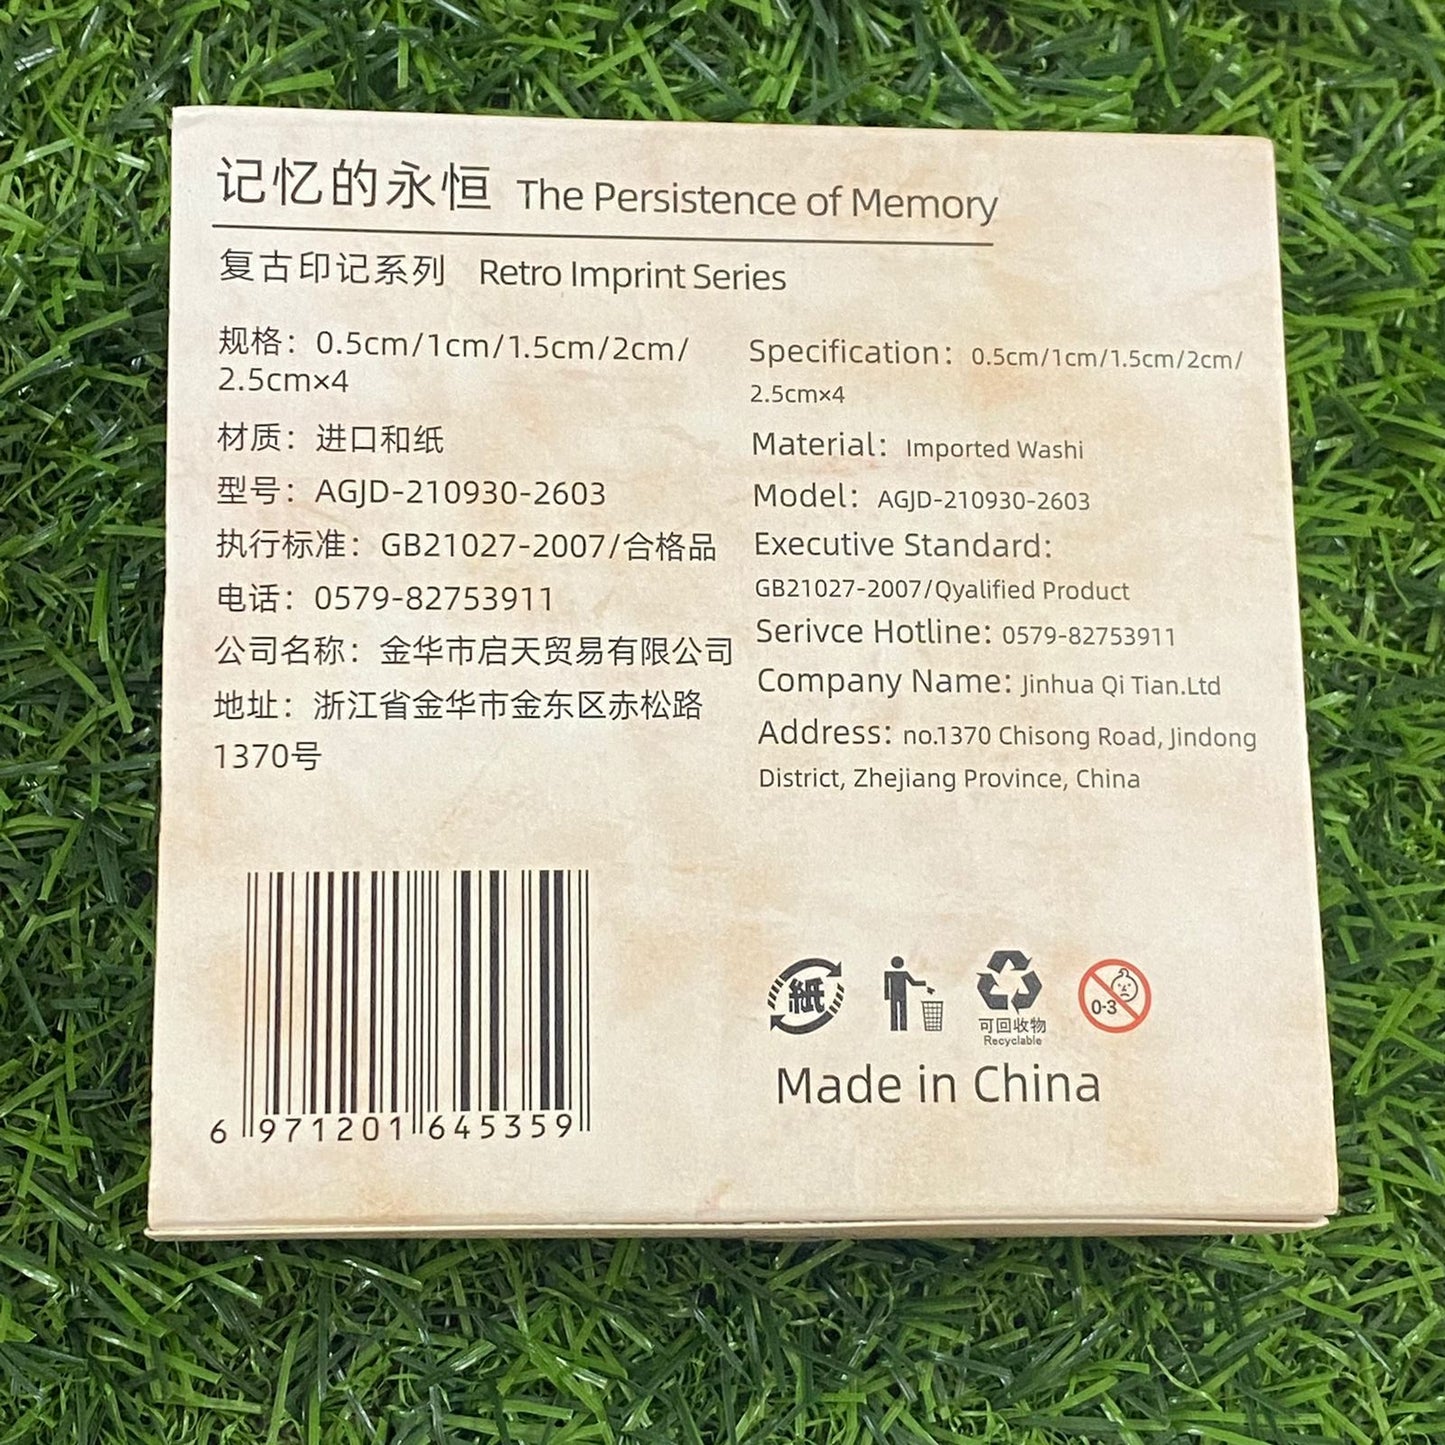 记忆的永恒 The Persistence of Memory
复古印记系列 Retro Imprint Series
规格：0.5cm/1cm/1.5cm/2cm/
2.5cm×4
材质：进口和纸
型号：AGJD-210930-2603
执行标准：GB21027-2007/合格品
电话：0579-82753911
公司名称：金华市启天贸易有限公司
地址：浙江省金华市金东区赤松路
1370号
Specification：0.5cm/1cm/1.5cm/2cm/
2.5cm×4
Material：Imported Washi
Model：AGJD-210930-2603
Executive Standard:
GB21027-2007/Qyalified Product
Serivce Hotline: 0579-82753911
Company Name: Jinhua Qi Tian.Ltd
Address: no.1370 Chisong Road, Jindong
District, Zhejiang Province, China
6 971201 645359
紙
可回收物
Recyclable
0-3
Made in China